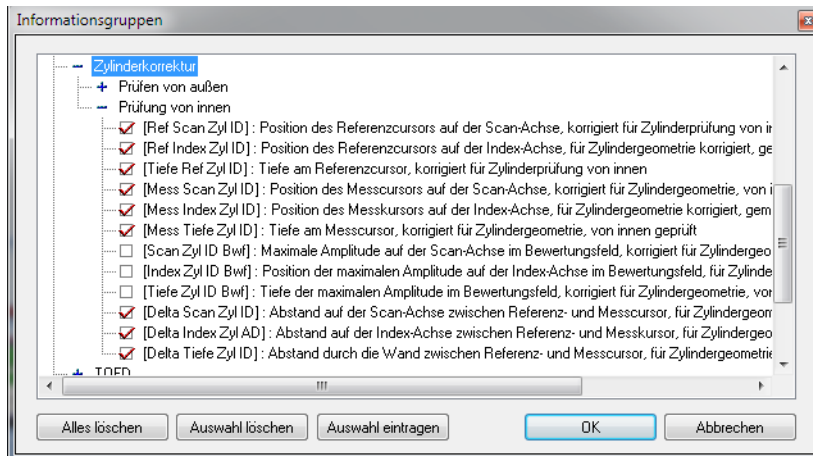 Informationsgruppen
Zylinderkorrektur
Prüfen von außen
Prüfung von innen
[Ref Scan Zyl ID] : Position des Referenzcursors auf der Scan-Achse, korrigiert für Zylinderprüfung von
[Ref Index Zyl ID] : Position des Referenzcursors auf der Index-Achse, für Zylindergeometrie korrigiert, ge
[Tiefe Ref Zyl ID] : Tiefe am Referenzcursor, korrigiert für Zylinderprüfung von innen
[Mess Scan Zyl ID] : Position des Messcursors auf der Scan-Achse, korrigiert für Zylindergeometrie, von i
[Mess Index Zyl ID] : Position des Messkursors auf der Index-Achse, für Zylindergeometrie korrigiert, gem
[Mess Tiefe Zyl ID] : Tiefe am Messcursor, korrigiert für Zylindergeometrie, von innen geprüft
[Scan Zyl ID Bwf] : Maximale Amplitude auf der Scan-Achse im Bewertungsfeld, korrigiert für Zylindergeo
[Index Zyl ID Bwf] : Position der maximalen Amplitude auf der Index-Achse im Bewertungsfeld, für Zylinde
[Tiefe Zyl ID Bwf] : Tiefe der maximalen Amplitude im Bewertungsfeld, korrigiert für Zylindergeometrie, vor
[Delta Scan Zyl ID] : Abstand auf der Scan-Achse zwischen Referenz- und Messcursor, für Zylindergeom
[Delta Index Zyl AD] : Abstand auf der Index-Achse zwischen Referenz- und Messkursor, für Zylindergeo
[Delta Tiefe Zyl ID] : Abstand durch die Wand zwischen Referenz- und Messcursor, für Zylindergeometrie
TOFD
Alles löschen
Auswahl löschen
Auswahl eintragen
OK
Abbrechen